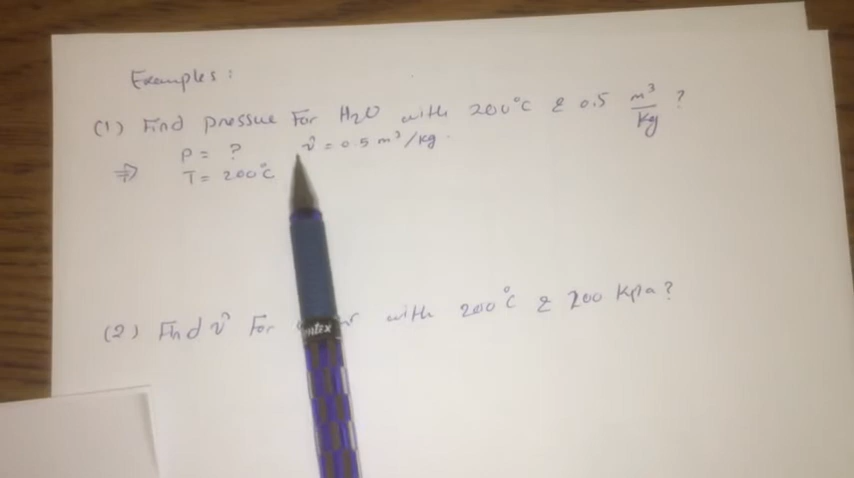 Examples:
(1) Find pressue For H₂O with 200°C & 0.5 m³/kg ?
P = ? v̂ = 0.5 m³/kg.
⇒ T = 200°C
(2) Find v̂ For with 200°C & 200 Kpa?